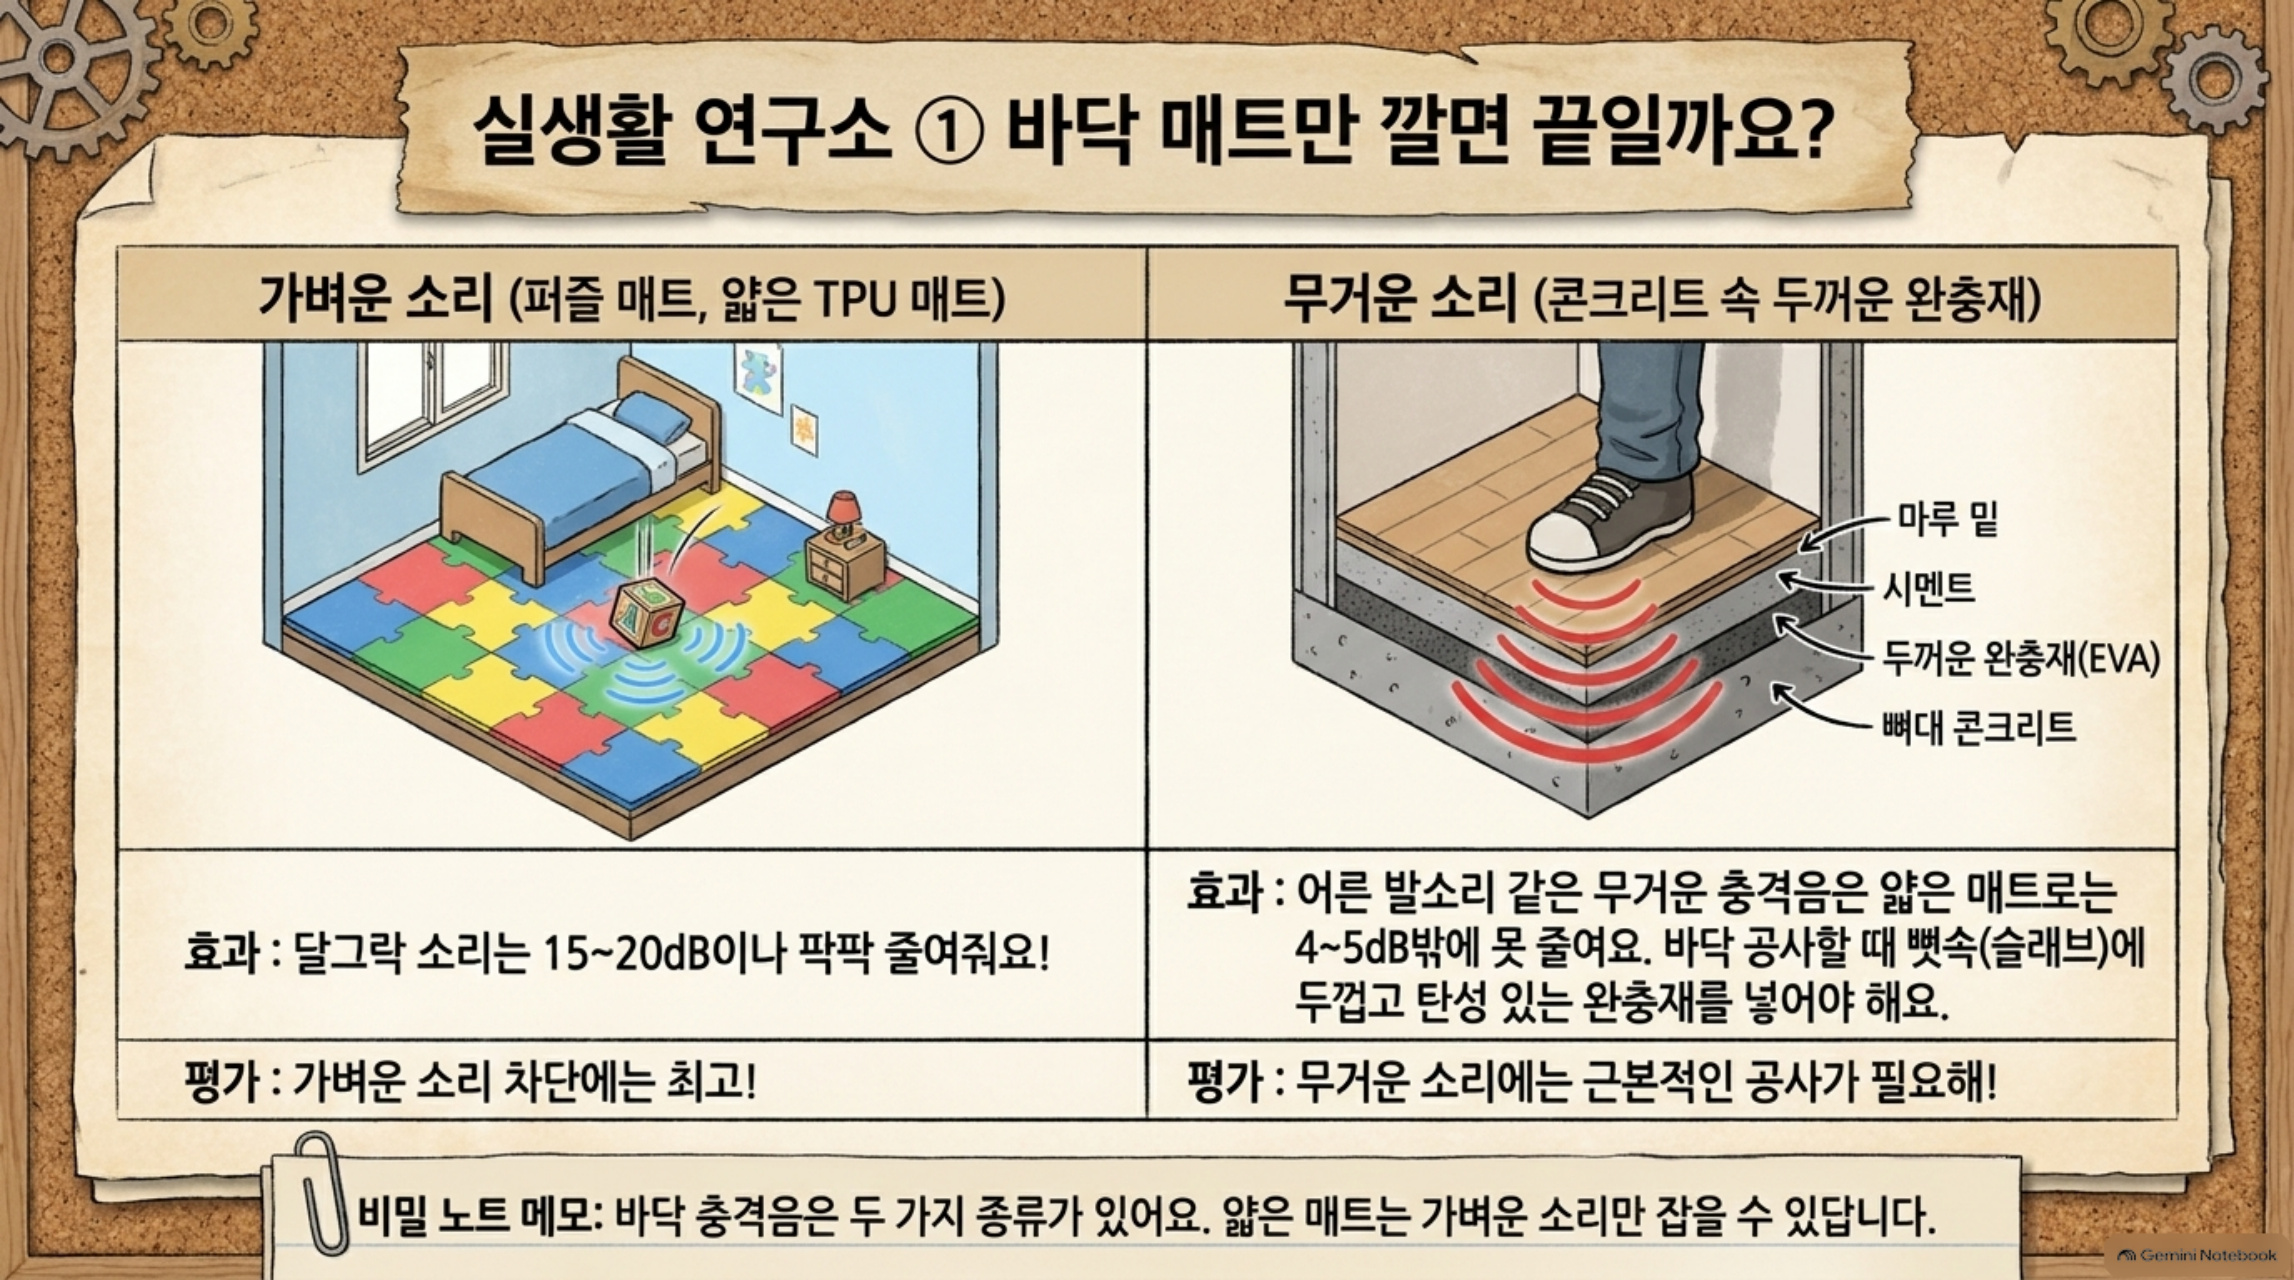 실생활 연구소 ① 바닥 매트만 깔면 끝일까요?
가벼운 소리 (퍼즐 매트, 얇은 TPU 매트)
무거운 소리 (콘크리트 속 두꺼운 완충재)
마루 밑
시멘트
두꺼운 완충재(EVA)
뼈대 콘크리트
효과 : 달그락 소리는 15~20dB이나 팍팍 줄여줘요!
효과 : 어른 발소리 같은 무거운 충격음은 얇은 매트로는
4~5dB밖에 못 줄여요. 바닥 공사할 때 뼛속(슬래브)에
두껍고 탄성 있는 완충재를 넣어야 해요.
평가 : 가벼운 소리 차단에는 최고!
평가 : 무거운 소리에는 근본적인 공사가 필요해!
비밀 노트 메모: 바닥 충격음은 두 가지 종류가 있어요. 얇은 매트는 가벼운 소리만 잡을 수 있답니다.
Gemini Notebook